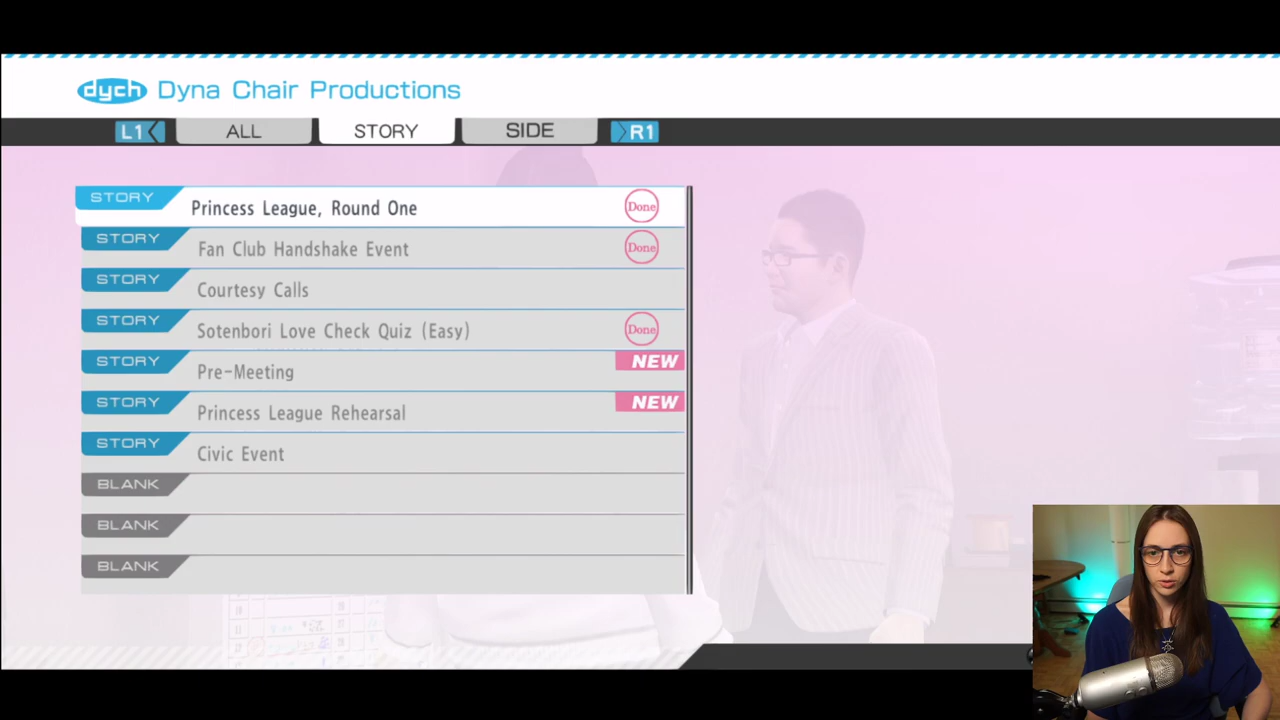 dych Dyna Chair Productions
L1 ALL STORY SIDE R1
STORY Princess League, Round One Done
STORY Fan Club Handshake Event Done
STORY Courtesy Calls
STORY Sotenbori Love Check Quiz (Easy) Done
STORY Pre-Meeting NEW
STORY Princess League Rehearsal NEW
STORY Civic Event
BLANK
BLANK
BLANK